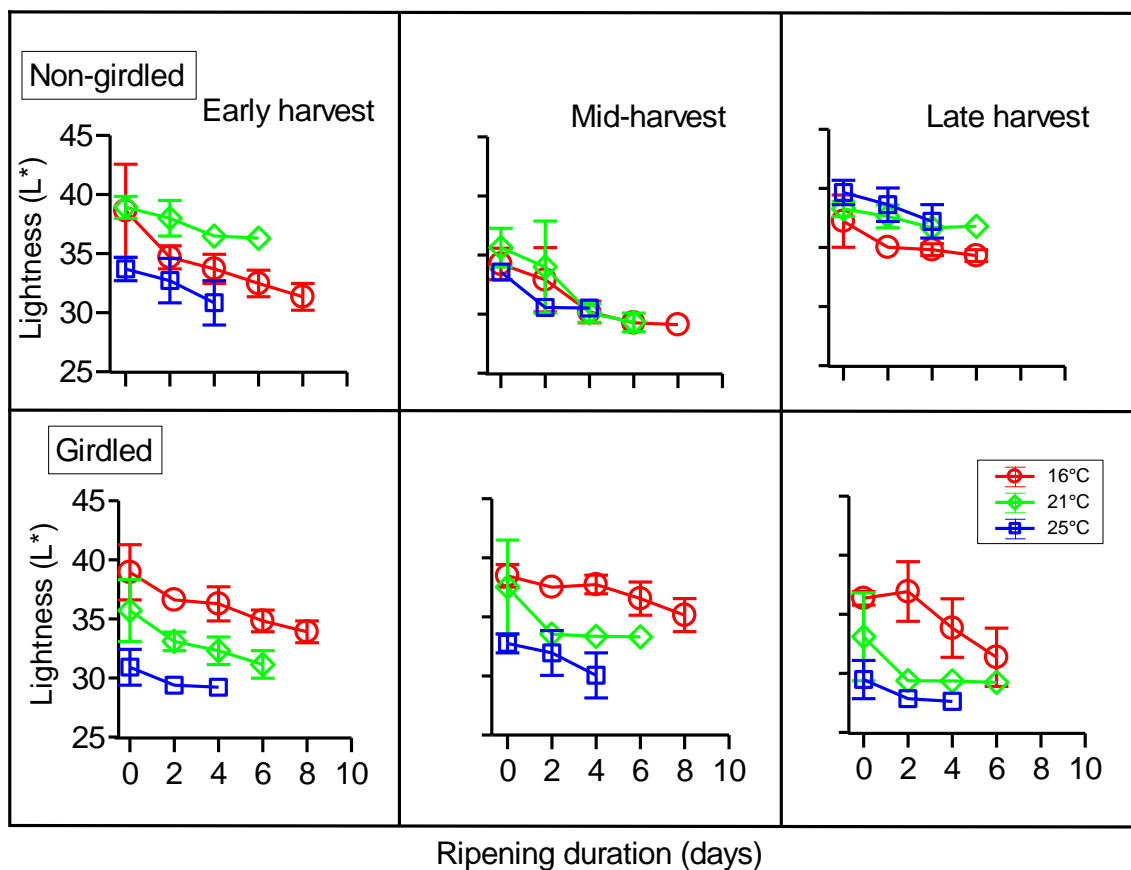 Non-girdled
Early harvest
Mid-harvest
Late harvest
Lightness (L*)
45
40
35
30
25
Girdled
16°C
21°C
25°C
Lightness (L*)
45
40
35
30
25
0 2 4 6 8 10
0 2 4 6 8 10
0 2 4 6 8 10
Ripening duration (days)